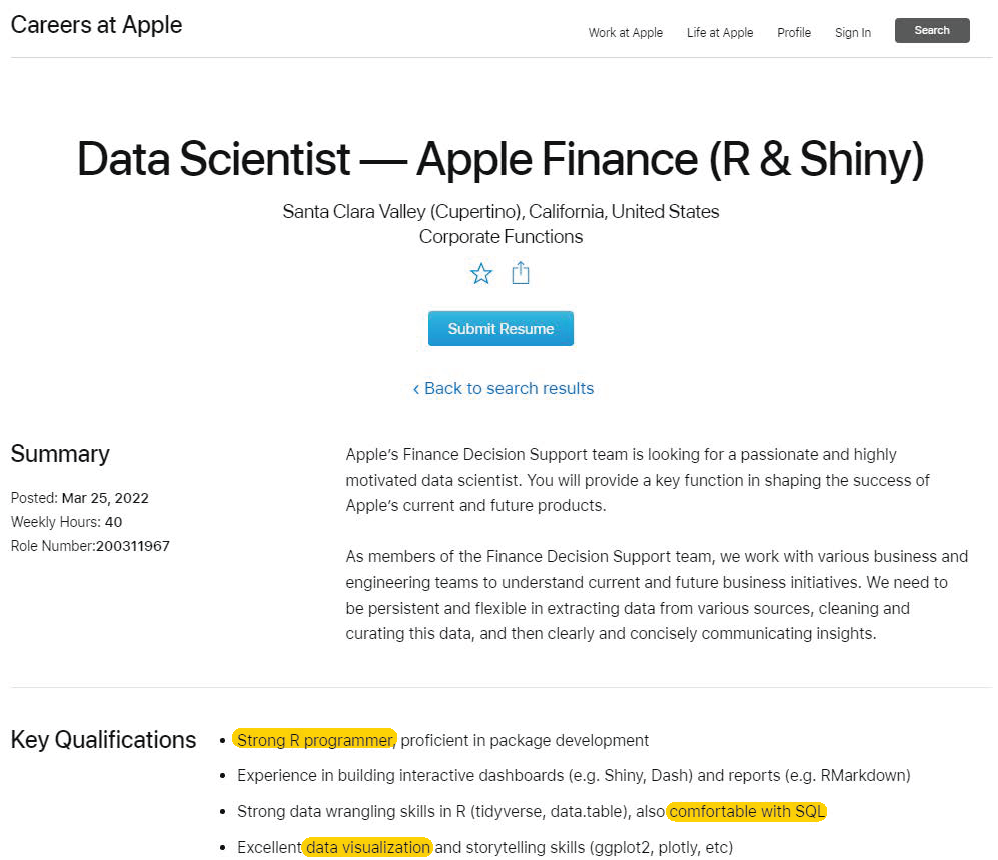 Careers at Apple
Work at Apple Life at Apple Profile Sign In Search
Data Scientist — Apple Finance (R & Shiny)
Santa Clara Valley (Cupertino), California, United States
Corporate Functions
Submit Resume
‹ Back to search results
Summary
Posted: Mar 25, 2022
Weekly Hours: 40
Role Number:200311967
Apple's Finance Decision Support team is looking for a passionate and highly
motivated data scientist. You will provide a key function in shaping the success of
Apple's current and future products.
As members of the Finance Decision Support team, we work with various business and
engineering teams to understand current and future business initiatives. We need to
be persistent and flexible in extracting data from various sources, cleaning and
curating this data, and then clearly and concisely communicating insights.
Key Qualifications
• Strong R programmer, proficient in package development
• Experience in building interactive dashboards (e.g. Shiny, Dash) and reports (e.g. RMarkdown)
• Strong data wrangling skills in R (tidyverse, data.table), also comfortable with SQL
• Excellent data visualization and storytelling skills (ggplot2, plotly, etc)